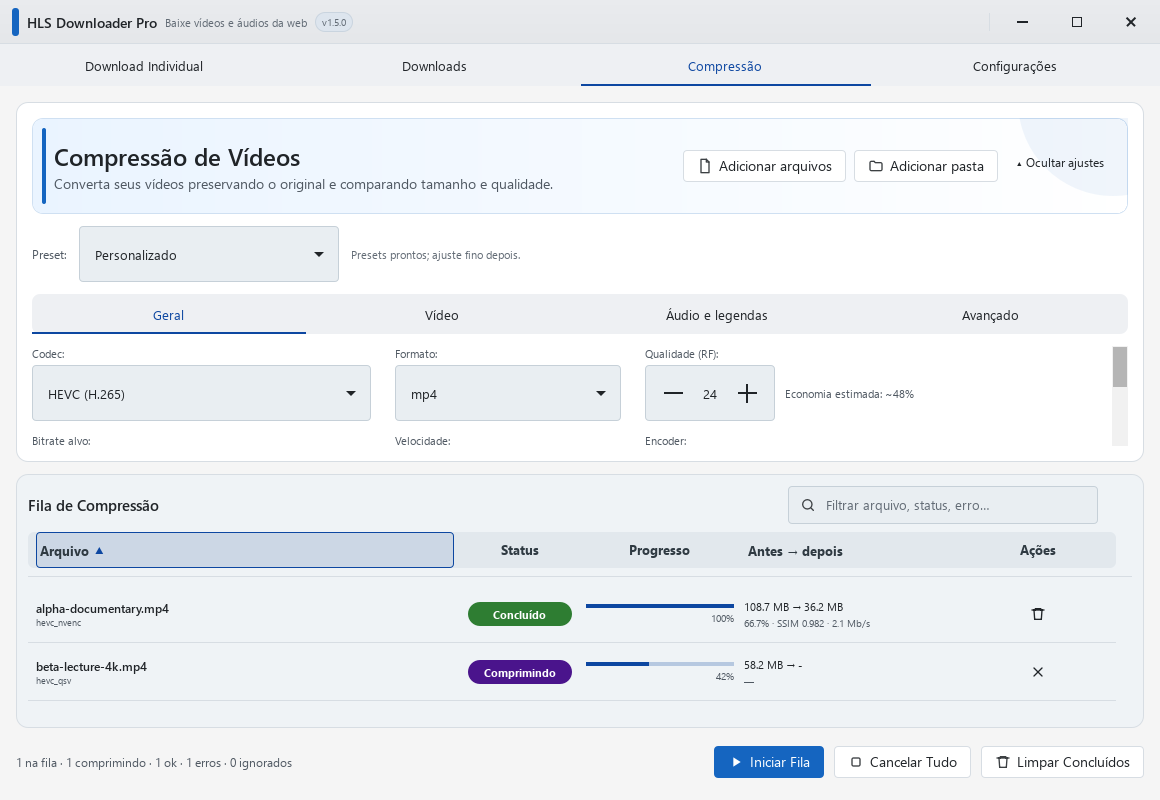 HLS Downloader Pro Baixe vídeos e áudios da web v1.5.0
Download Individual Downloads Compressão Configurações
Compressão de Vídeos
Converta seus vídeos preservando o original e comparando tamanho e qualidade.
Adicionar arquivos Adicionar pasta ▴ Ocultar ajustes
Preset: Personalizado Presets prontos; ajuste fino depois.
Geral Vídeo Áudio e legendas Avançado
Codec: Formato: Qualidade (RF):
HEVC (H.265) mp4 24 Economia estimada: ~48%
Bitrate alvo: Velocidade: Encoder:
Fila de Compressão Filtrar arquivo, status, erro...
Arquivo ▲ Status Progresso Antes → depois Ações
alpha-documentary.mp4 Concluído 108.7 MB → 36.2 MB
hevc_nvenc 100% 66.7% · SSIM 0.982 · 2.1 Mb/s
beta-lecture-4k.mp4 Comprimindo 58.2 MB → -
hevc_qsv 42% —
1 na fila · 1 comprimindo · 1 ok · 1 erros · 0 ignorados Iniciar Fila Cancelar Tudo Limpar Concluídos